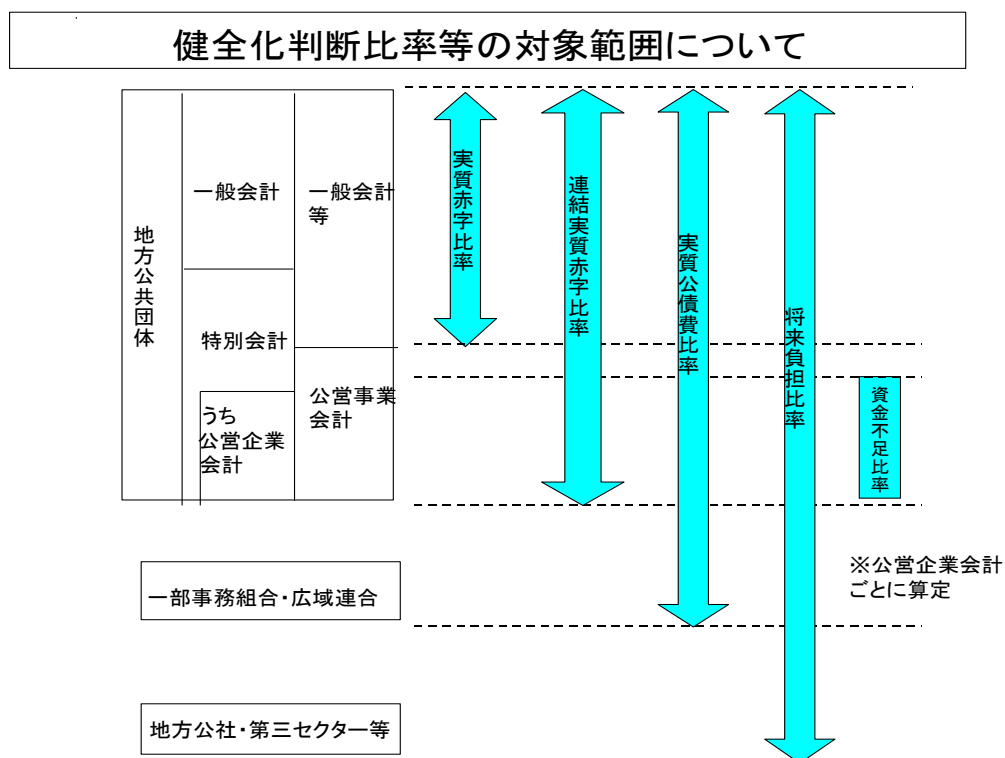 健全化判断比率等の対象範囲について
地方公共団体
一般会計
一般会計
等
特別会計
うち
公営企業
会計
公営事業
会計
実質赤字比率
連結実質赤字比率
実質公債費比率
将来負担比率
資金不足比率
※公営企業会計
ごとに算定
一部事務組合・広域連合
地方公社・第三セクター等